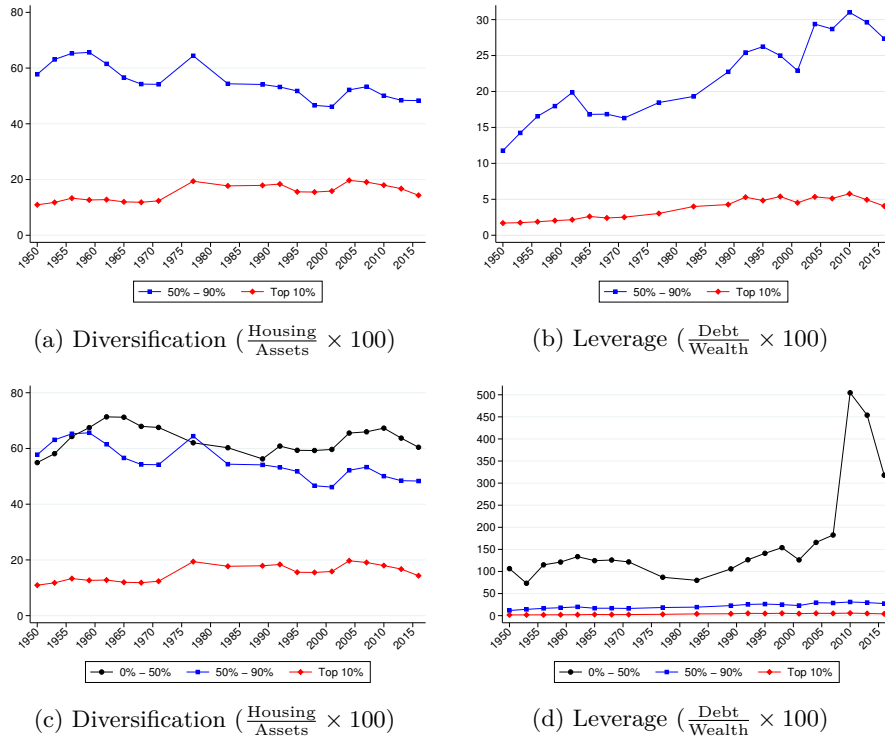 80
60
40
20
0
1950 1955 1960 1965 1970 1975 1980 1985 1990 1995 2000 2005 2010 2015
50% − 90% Top 10%
(a) Diversification (Housing/Assets × 100)
30
25
20
15
10
5
0
1950 1955 1960 1965 1970 1975 1980 1985 1990 1995 2000 2005 2010 2015
50% − 90% Top 10%
(b) Leverage (Debt/Wealth × 100)
80
60
40
20
0
1950 1955 1960 1965 1970 1975 1980 1985 1990 1995 2000 2005 2010 2015
0% − 50% 50% − 90% Top 10%
(c) Diversification (Housing/Assets × 100)
500
450
400
350
300
250
200
150
100
50
0
1950 1955 1960 1965 1970 1975 1980 1985 1990 1995 2000 2005 2010 2015
0% − 50% 50% − 90% Top 10%
(d) Leverage (Debt/Wealth × 100)